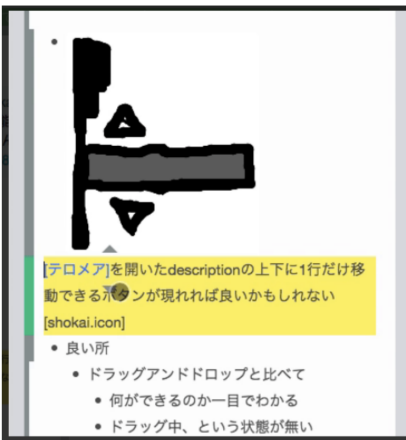 [テロメア]を開いたdescriptionの上下に1行だけ移
動できるボタンが現れれば良いかもしれない
[shokai.icon]
良い所
ドラッグアンドドロップと比べて
何ができるのか一目でわかる
ドラッグ中、という状態が無い